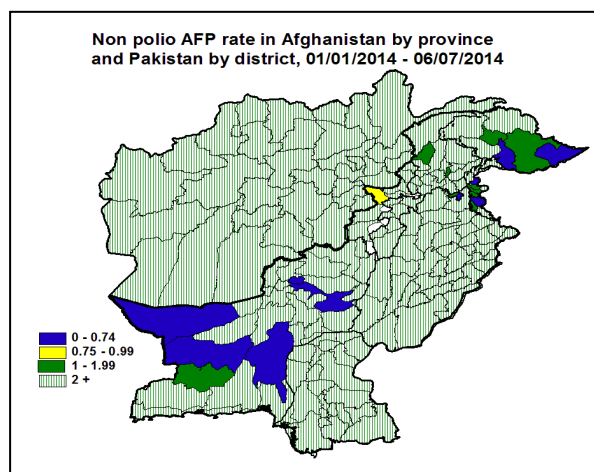 Non polio AFP rate in Afghanistan by province
and Pakistan by district, 01/01/2014 - 06/07/2014
0 - 0.74
0.75 - 0.99
1 - 1.99
2 +